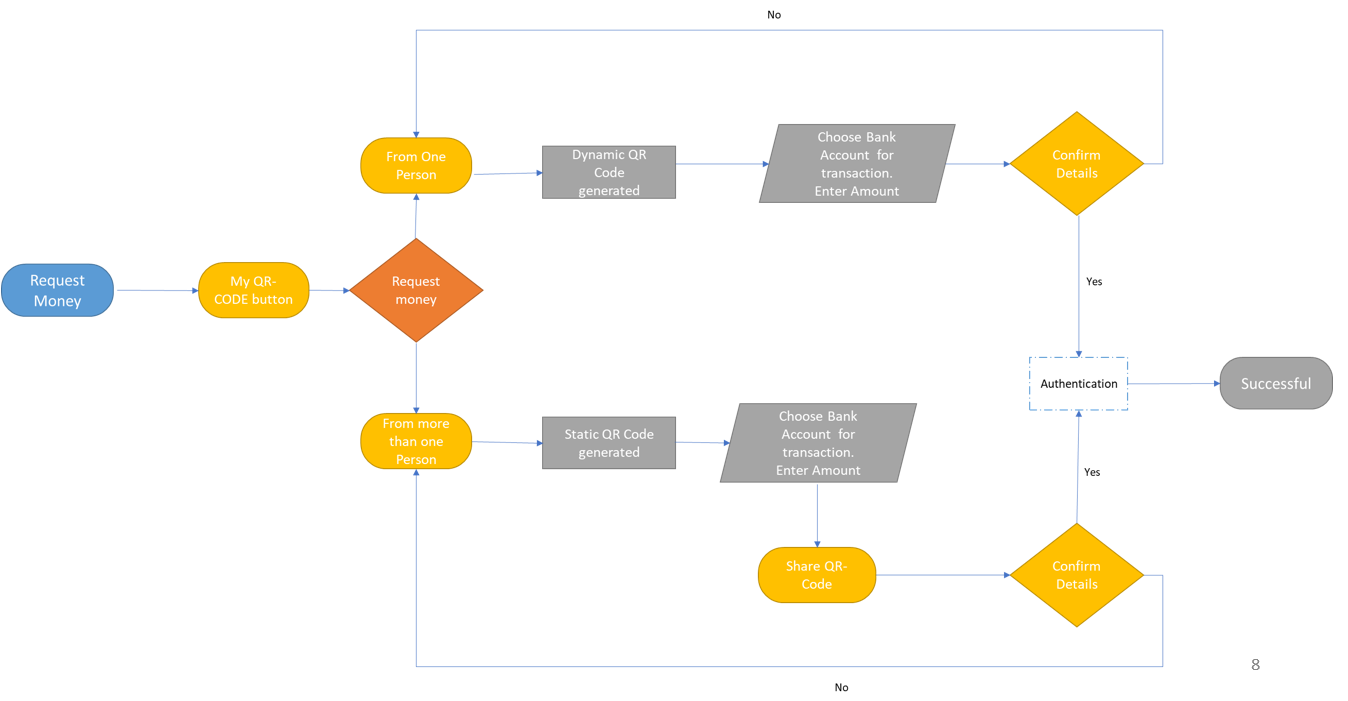 No
From One
Person
Dynamic QR
Code
generated
Choose Bank
Account for
transaction.
Enter Amount
Confirm
Details
Request
Money
My QR-
CODE button
Request
money
Yes
Authentication
Successful
From more
than one
Person
Static QR Code
generated
Choose Bank
Account for
transaction.
Enter Amount
Yes
Share QR-
Code
Confirm
Details
8
No